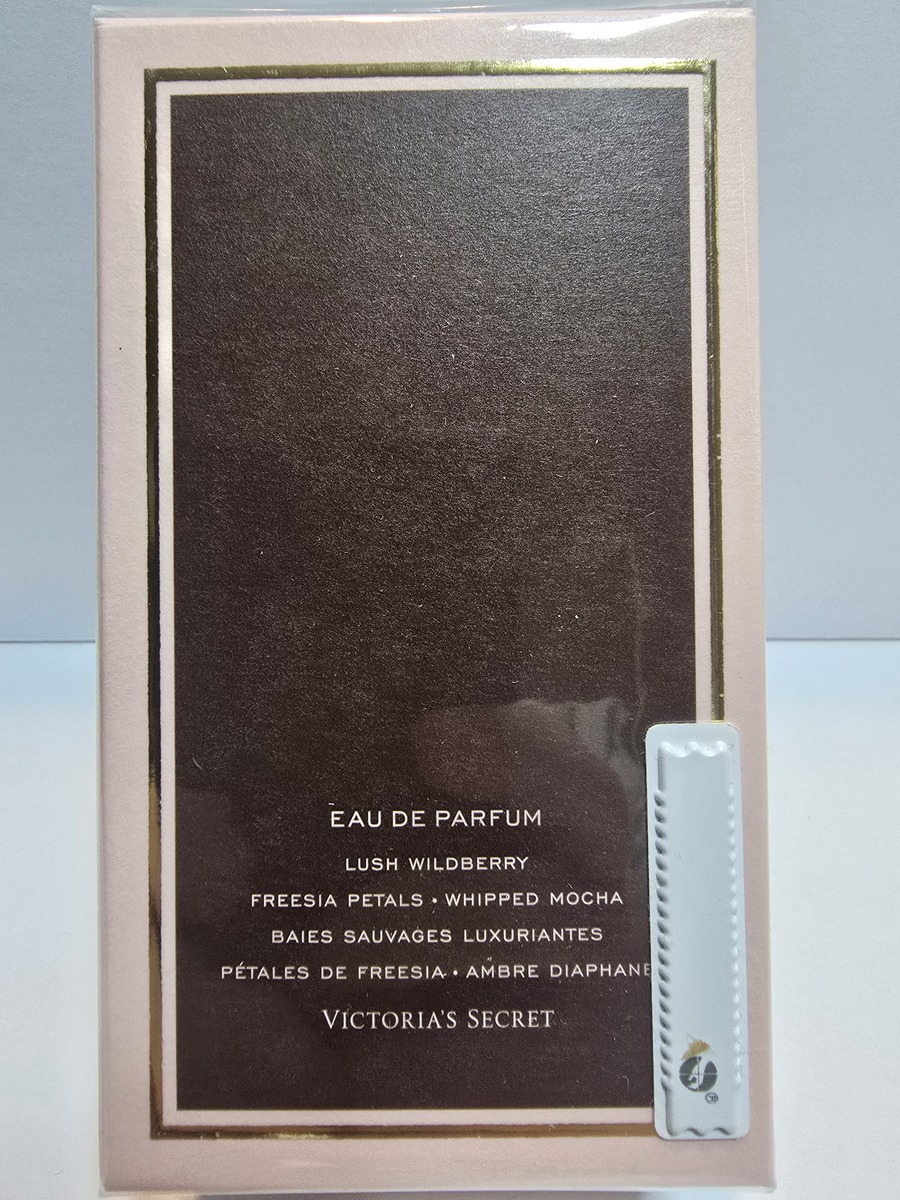 EAU DE PARFUM
LUSH WILDBERRY
FREESIA PETALS • WHIPPED MOCHA
BAIES SAUVAGES LUXURIANTES
PÉTALES DE FREESIA • AMBRE DIAPHANE
VICTORIA'S SECRET
®